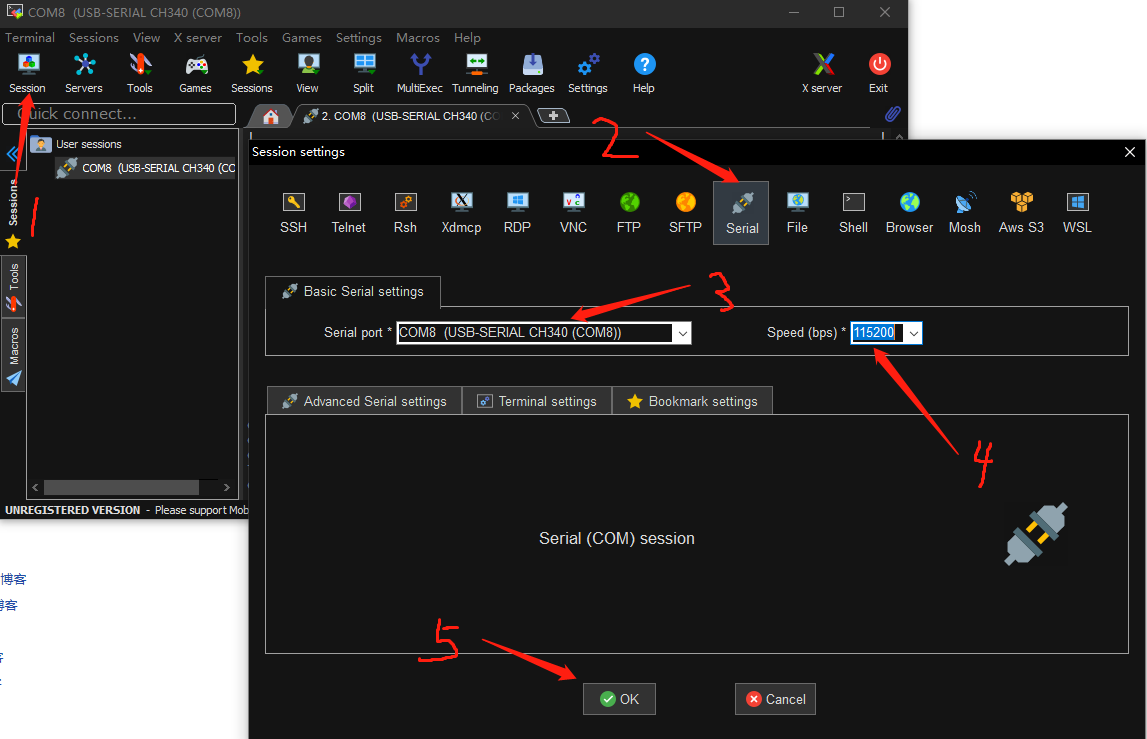 COM8 (USB-SERIAL CH340 (COM8))
Terminal Sessions View X server Tools Games Settings Macros Help
Session Servers Tools Games Sessions View Split MultiExec Tunneling Packages Settings Help X server Exit
Quick connect...
2. COM8 (USB-SERIAL CH340 (CO
User sessions
COM8 (USB-SERIAL CH340 (CO
Sessions
Tools
Macros
UNREGISTERED VERSION - Please support Mob
博客
博客
1
2
Session settings
SSH Telnet Rsh Xdmcp RDP VNC FTP SFTP Serial File Shell Browser Mosh Aws S3 WSL
3
Basic Serial settings
Serial port * COM8 (USB-SERIAL CH340 (COM8)) Speed (bps) * 115200
Advanced Serial settings Terminal settings Bookmark settings
4
Serial (COM) session
5
OK Cancel